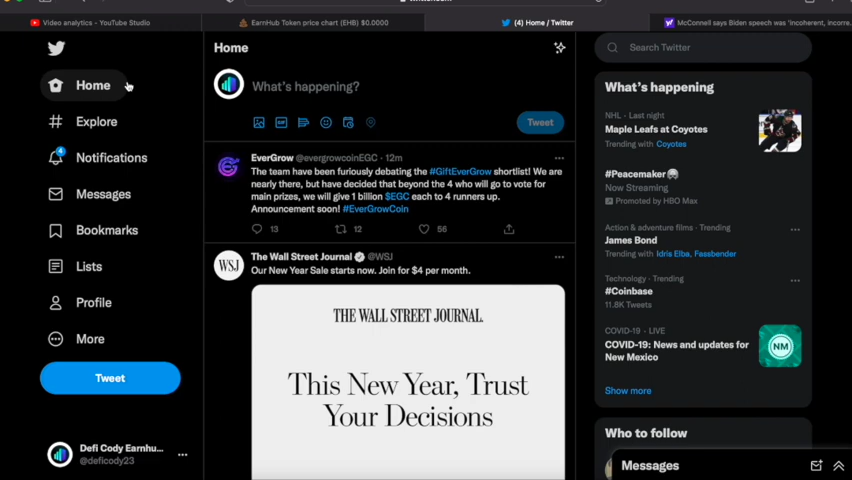 Video analytics - YouTube Studio
EarnHub Token price chart (EHB) $0.0000
(4) Home / Twitter
McConnell says Biden speech was 'incoherent, incorre
Home
Explore
4
Notifications
Messages
Bookmarks
Lists
Profile
More
Tweet
Defi Cody Earnhu...
@deficody23
Home
What's happening?
GIF
Tweet
EverGrow @evergrowcoinEGC · 12m
The team have been furiously debating the #GiftEverGrow shortlist! We are
nearly there, but have decided that beyond the 4 who will go to vote for
main prizes, we will give 1 billion $EGC each to 4 runners up.
Announcement soon! #EverGrowCoin
13 12 56
WSJ
The Wall Street Journal @WSJ
Our New Year Sale starts now. Join for $4 per month.
THE WALL STREET JOURNAL.
This New Year, Trust
Your Decisions
Search Twitter
What's happening
NHL · Last night
Maple Leafs at Coyotes
Trending with Coyotes
#Peacemaker
Now Streaming
Promoted by HBO Max
Action & adventure films · Trending
James Bond
Trending with Idris Elba, Fassbender
Technology · Trending
#Coinbase
11.8K Tweets
COVID-19 · LIVE
COVID-19: News and updates for
New Mexico
NM
Show more
Who to follow
Messages